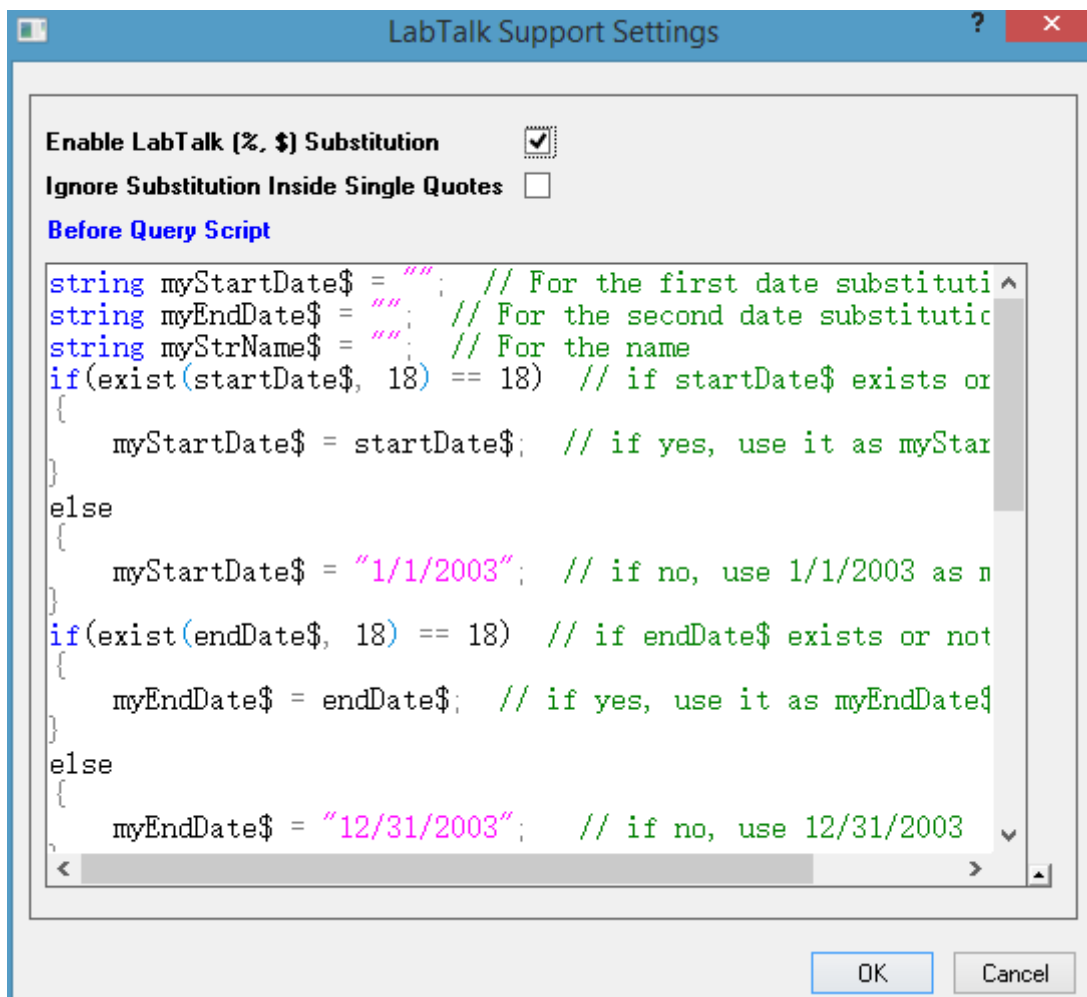 LabTalk Support Settings ? ×
Enable LabTalk (%, $) Substitution
Ignore Substitution Inside Single Quotes
Before Query Script
string myStartDate$ = "";  // For the first date substituti
string myEndDate$ = "";  // For the second date substitutic
string myStrName$ = "";  // For the name
if(exist(startDate$, 18) == 18)  // if startDate$ exists or
{
    myStartDate$ = startDate$;  // if yes, use it as myStar
}
else
{
    myStartDate$ = "1/1/2003";  // if no, use 1/1/2003 as
}
if(exist(endDate$, 18) == 18)  // if endDate$ exists or not
{
    myEndDate$ = endDate$;  // if yes, use it as myEndDate$
}
else
{
    myEndDate$ = "12/31/2003";   // if no, use 12/31/2003
OK Cancel